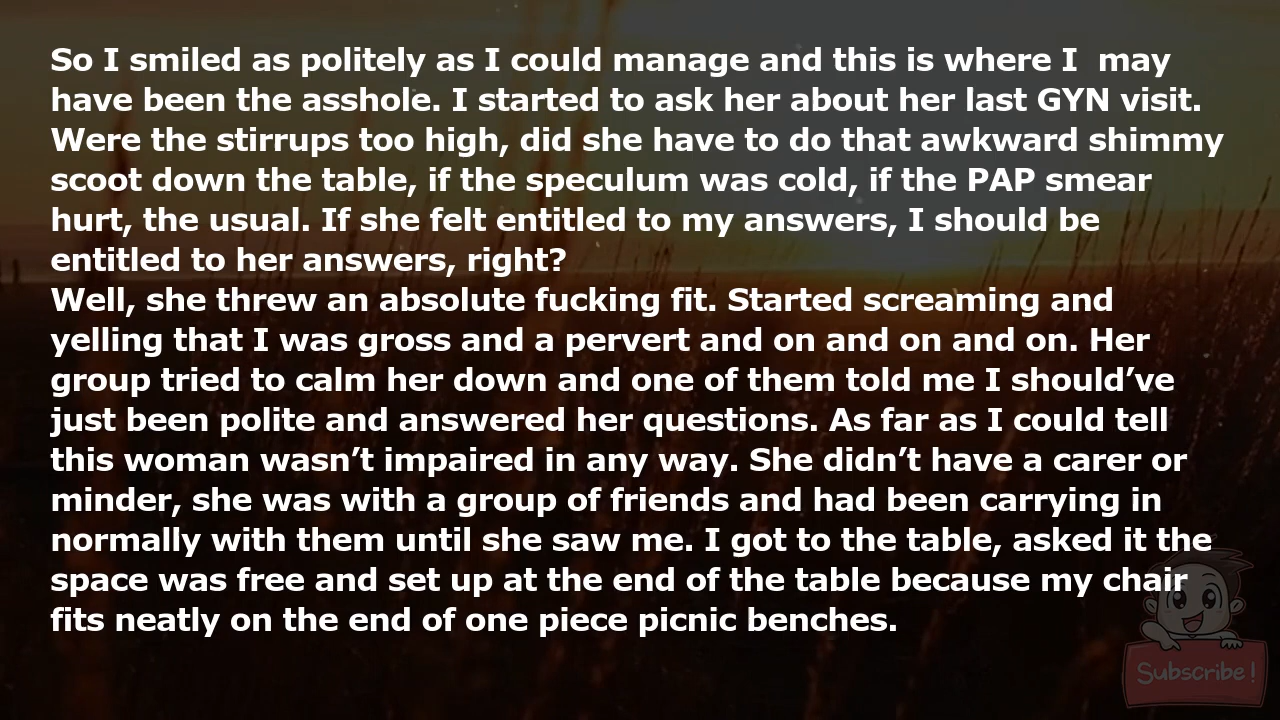 So I smiled as politely as I could manage and this is where I  may
have been the asshole. I started to ask her about her last GYN visit.
Were the stirrups too high, did she have to do that awkward shimmy
scoot down the table, if the speculum was cold, if the PAP smear
hurt, the usual. If she felt entitled to my answers, I should be
entitled to her answers, right?
Well, she threw an absolute fucking fit. Started screaming and
yelling that I was gross and a pervert and on and on and on. Her
group tried to calm her down and one of them told me I should’ve
just been polite and answered her questions. As far as I could tell
this woman wasn’t impaired in any way. She didn’t have a carer or
minder, she was with a group of friends and had been carrying in
normally with them until she saw me. I got to the table, asked it the
space was free and set up at the end of the table because my chair
fits neatly on the end of one piece picnic benches.
Subscribe!